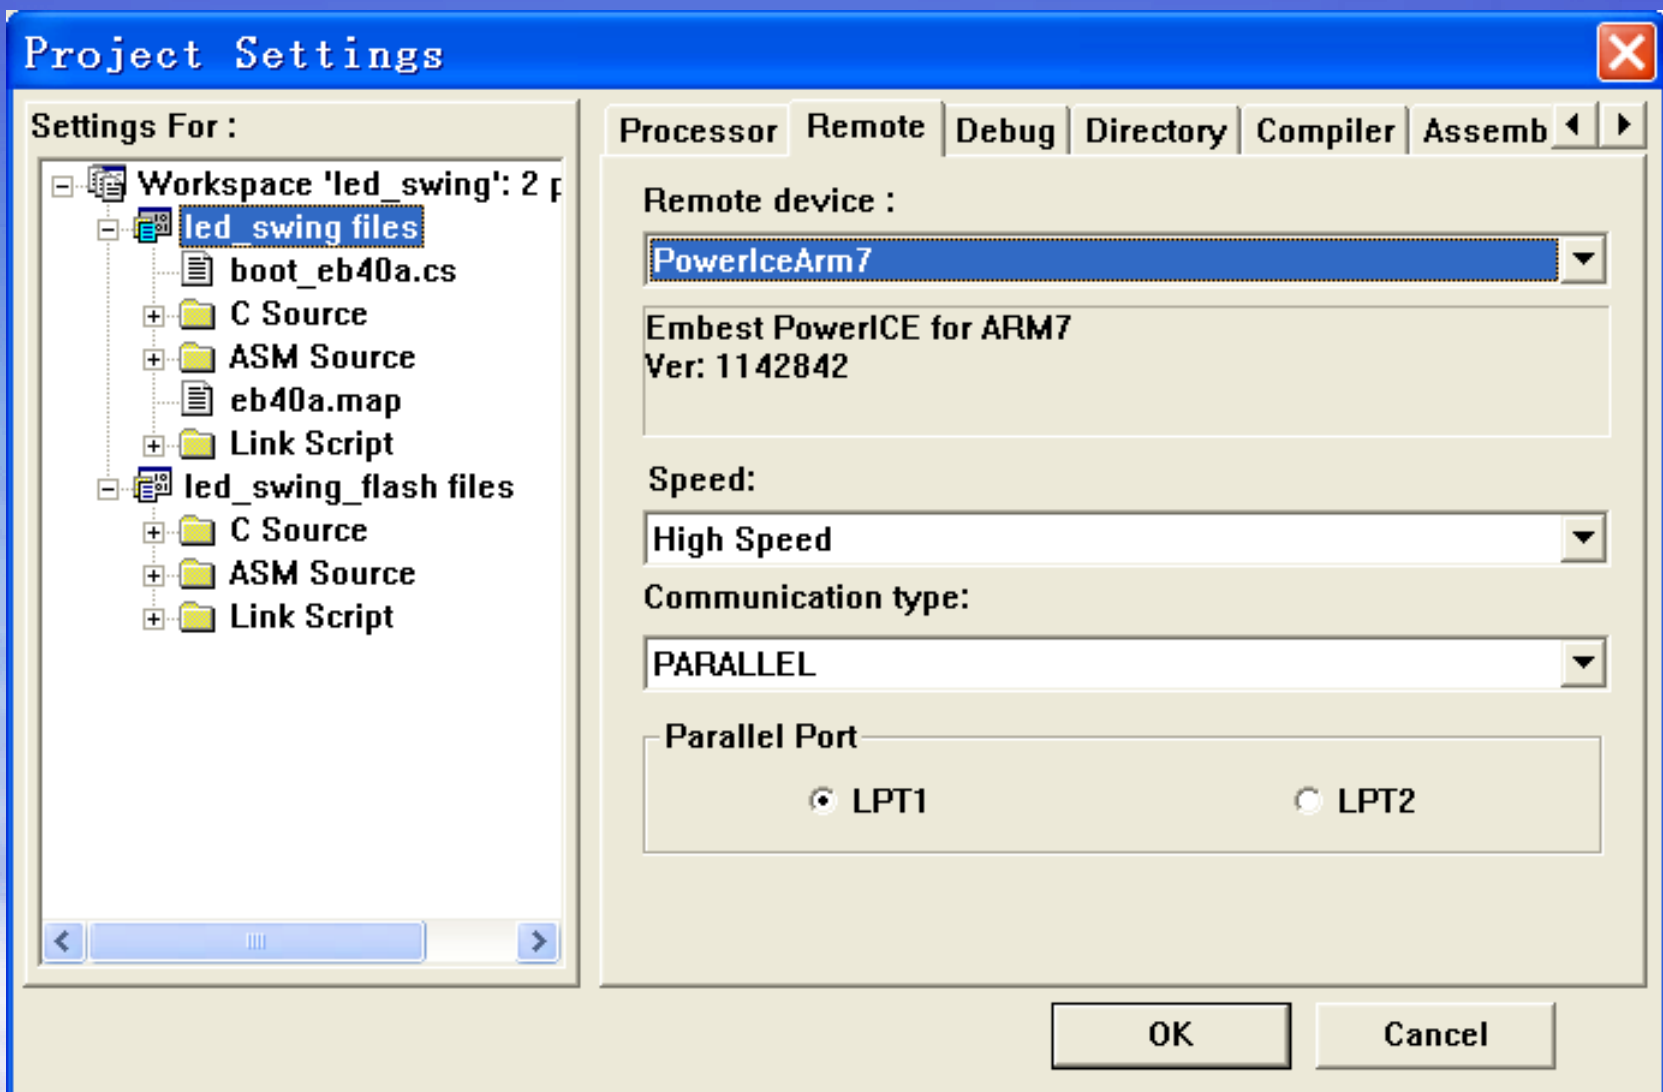 Project Settings
Settings For :
Workspace 'led_swing': 2 p
led_swing files
boot_eb40a.cs
C Source
ASM Source
eb40a.map
Link Script
led_swing_flash files
C Source
ASM Source
Link Script
Processor Remote Debug Directory Compiler Assemb
Remote device :
PowerIceArm7
Embest PowerICE for ARM7
Ver: 1142842
Speed:
High Speed
Communication type:
PARALLEL
Parallel Port
LPT1 LPT2
OK Cancel